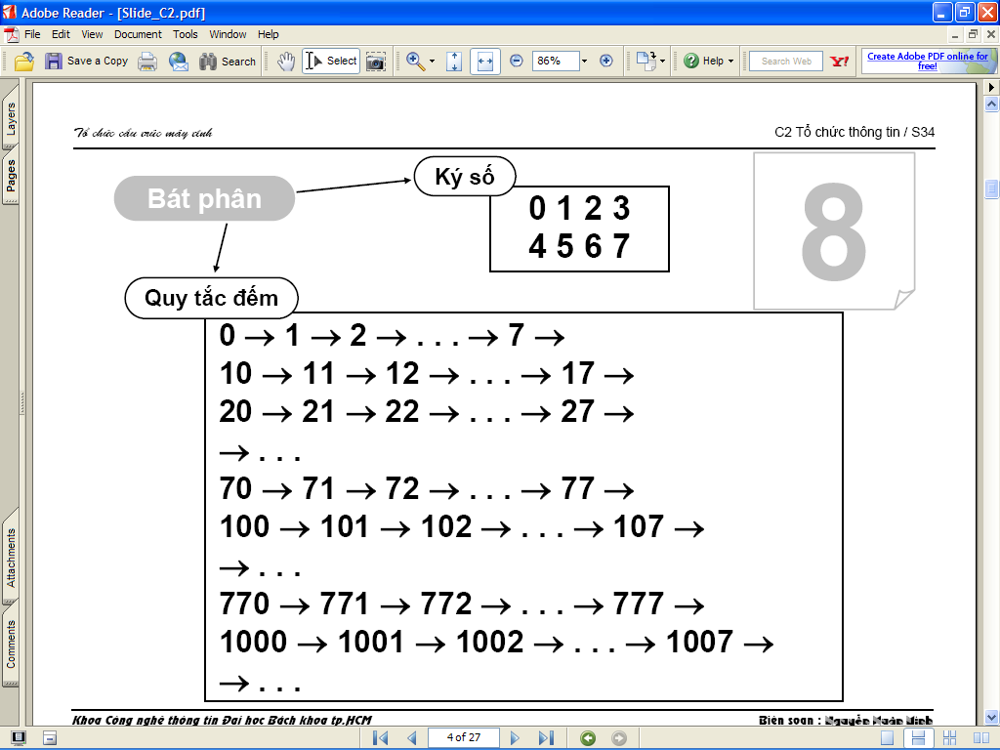 Adobe Reader - [Slide_C2.pdf]
File Edit View Document Tools Window Help
Save a Copy Search Select 86% Help Search Web Y! Create Adobe PDF online for free!
Layers
Pages
Attachments
Comments
Tổ chức cấu trúc máy tính
C2 Tổ chức thông tin / S34
Bát phân
Ký số
0 1 2 3
4 5 6 7
8
Quy tắc đếm
0 → 1 → 2 → . . . → 7 →
10 → 11 → 12 → . . . → 17 →
20 → 21 → 22 → . . . → 27 →
→ . . .
70 → 71 → 72 → . . . → 77 →
100 → 101 → 102 → . . . → 107 →
→ . . .
770 → 771 → 772 → . . . → 777 →
1000 → 1001 → 1002 → . . . → 1007 →
→ . . .
Khoa Công nghệ thông tin Đại học Bách khoa tp.HCM
Biên soạn : Nguyễn
4 of 27